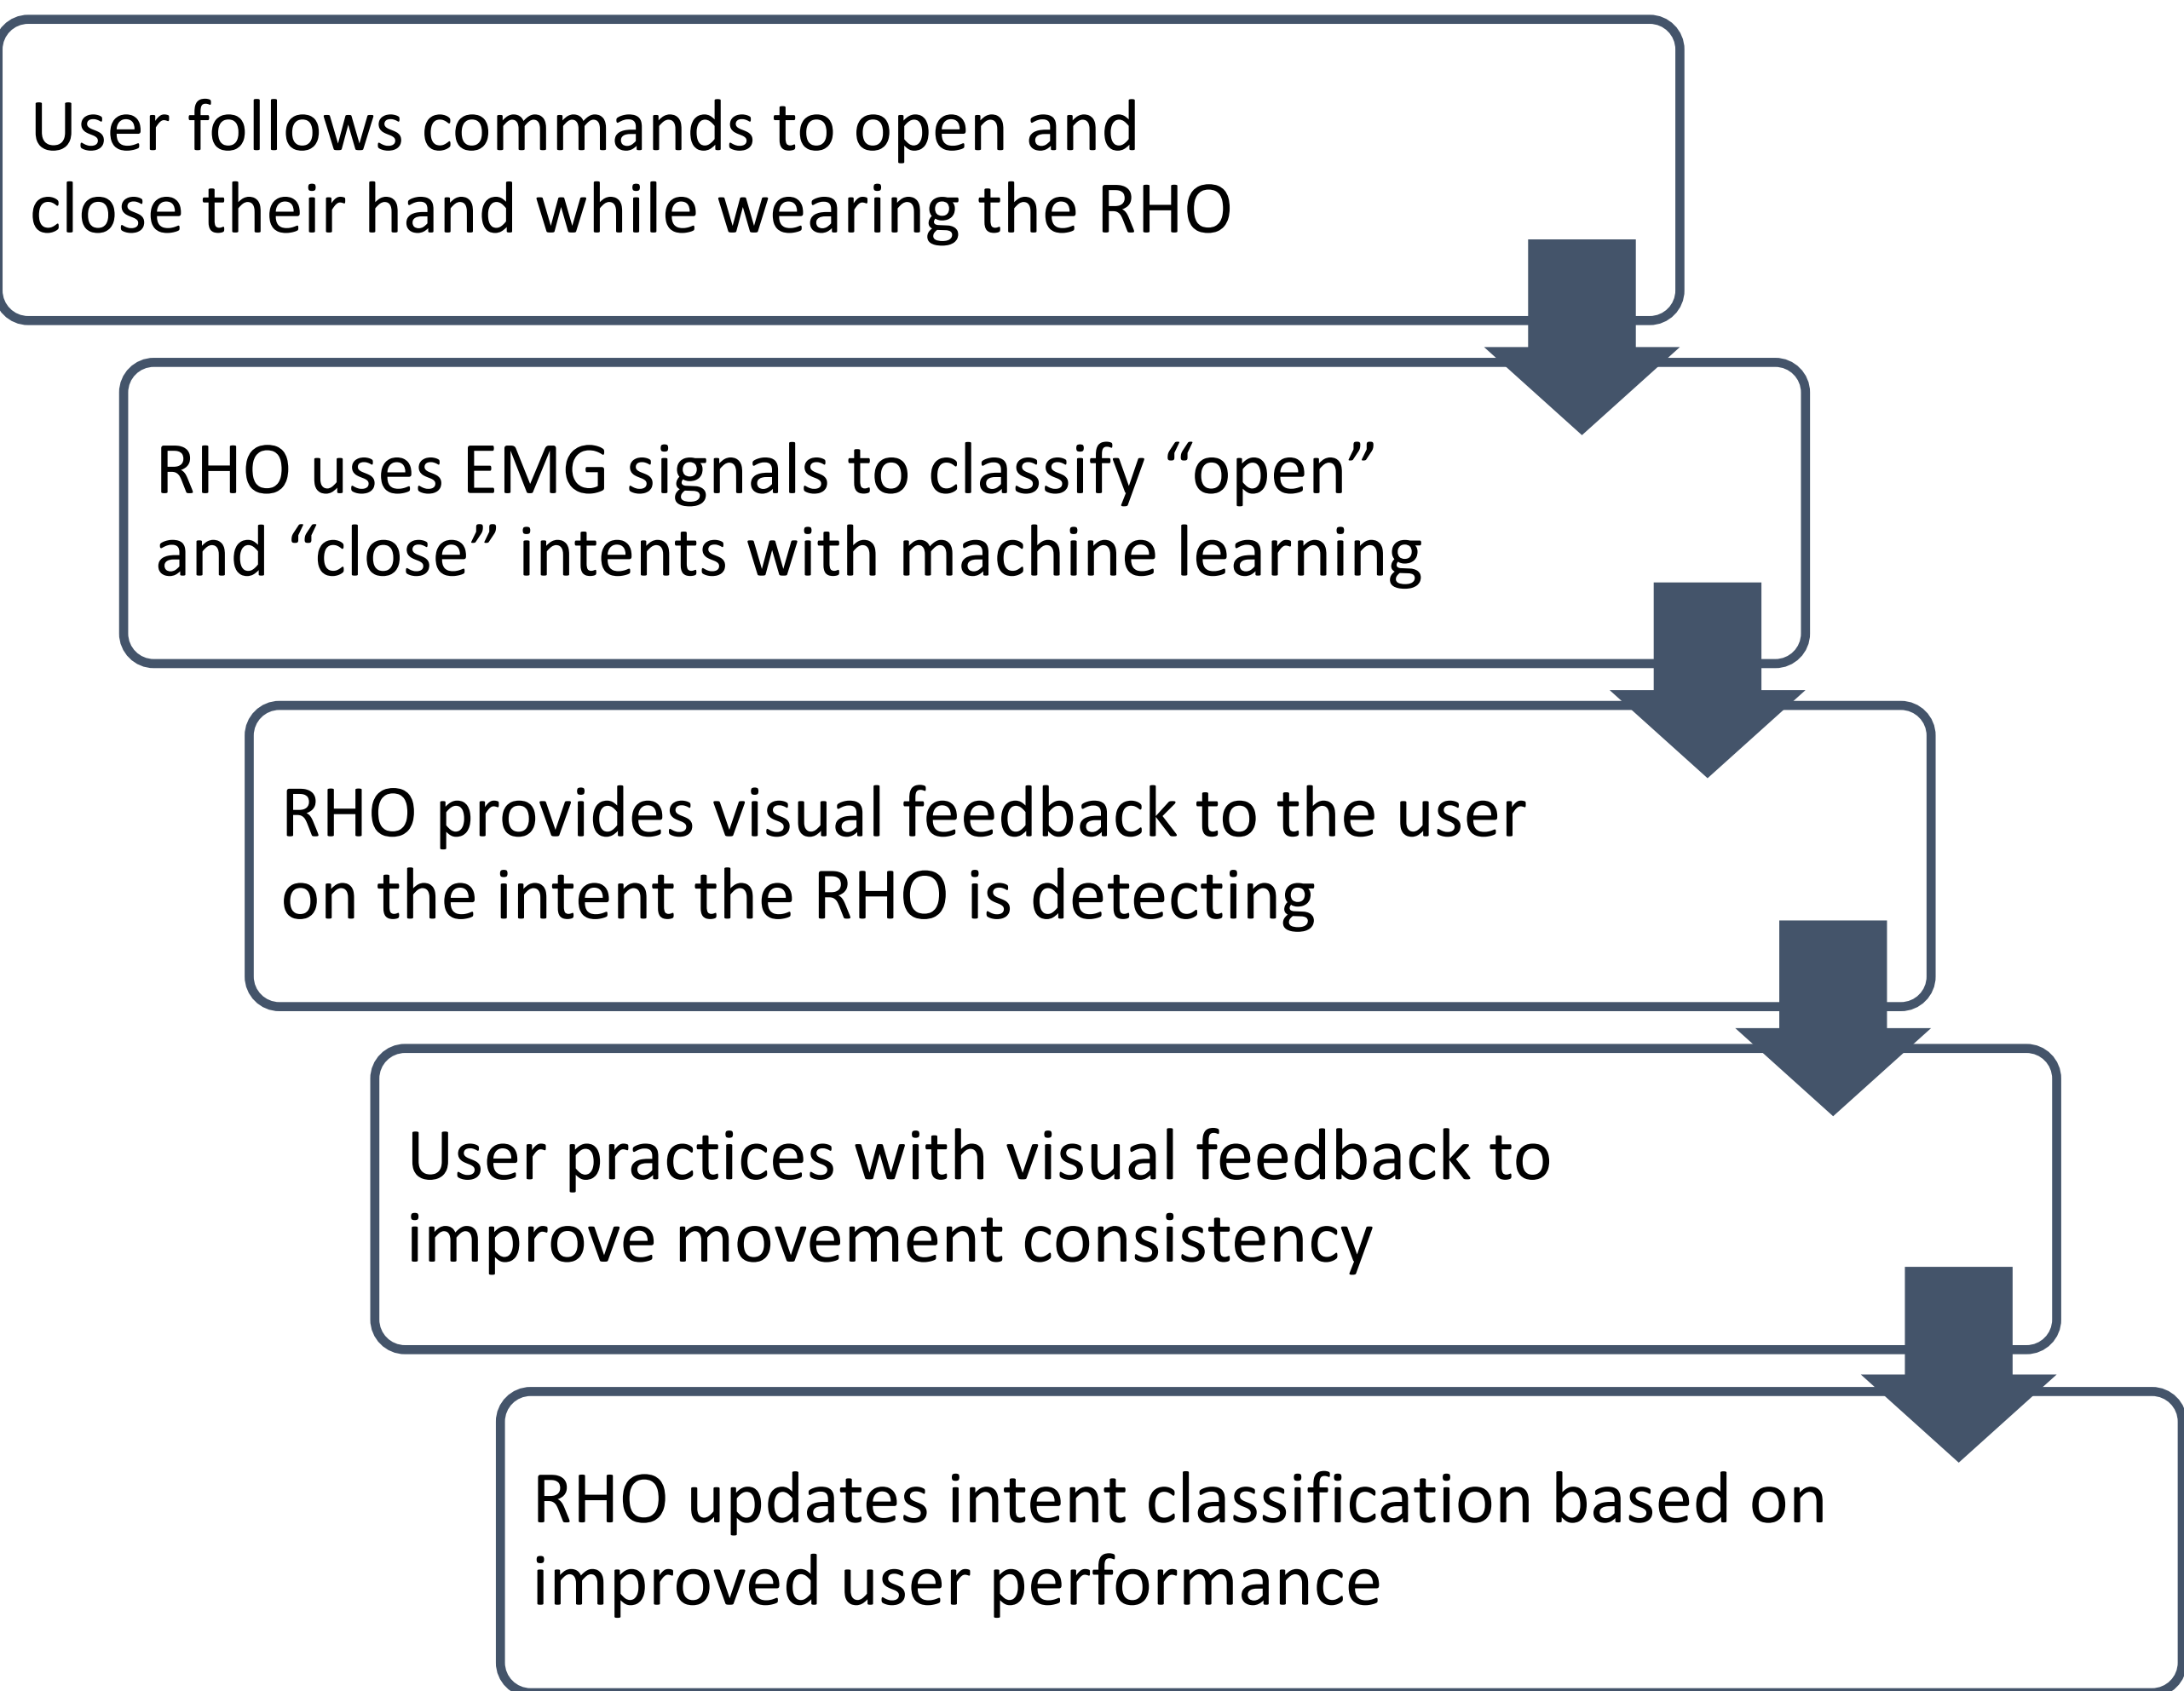 User follows commands to open and
close their hand while wearing the RHO
RHO uses EMG signals to classify “open”
and “close” intents with machine learning
RHO provides visual feedback to the user
on the intent the RHO is detecting
User practices with visual feedback to
improve movement consistency
RHO updates intent classification based on
improved user performance